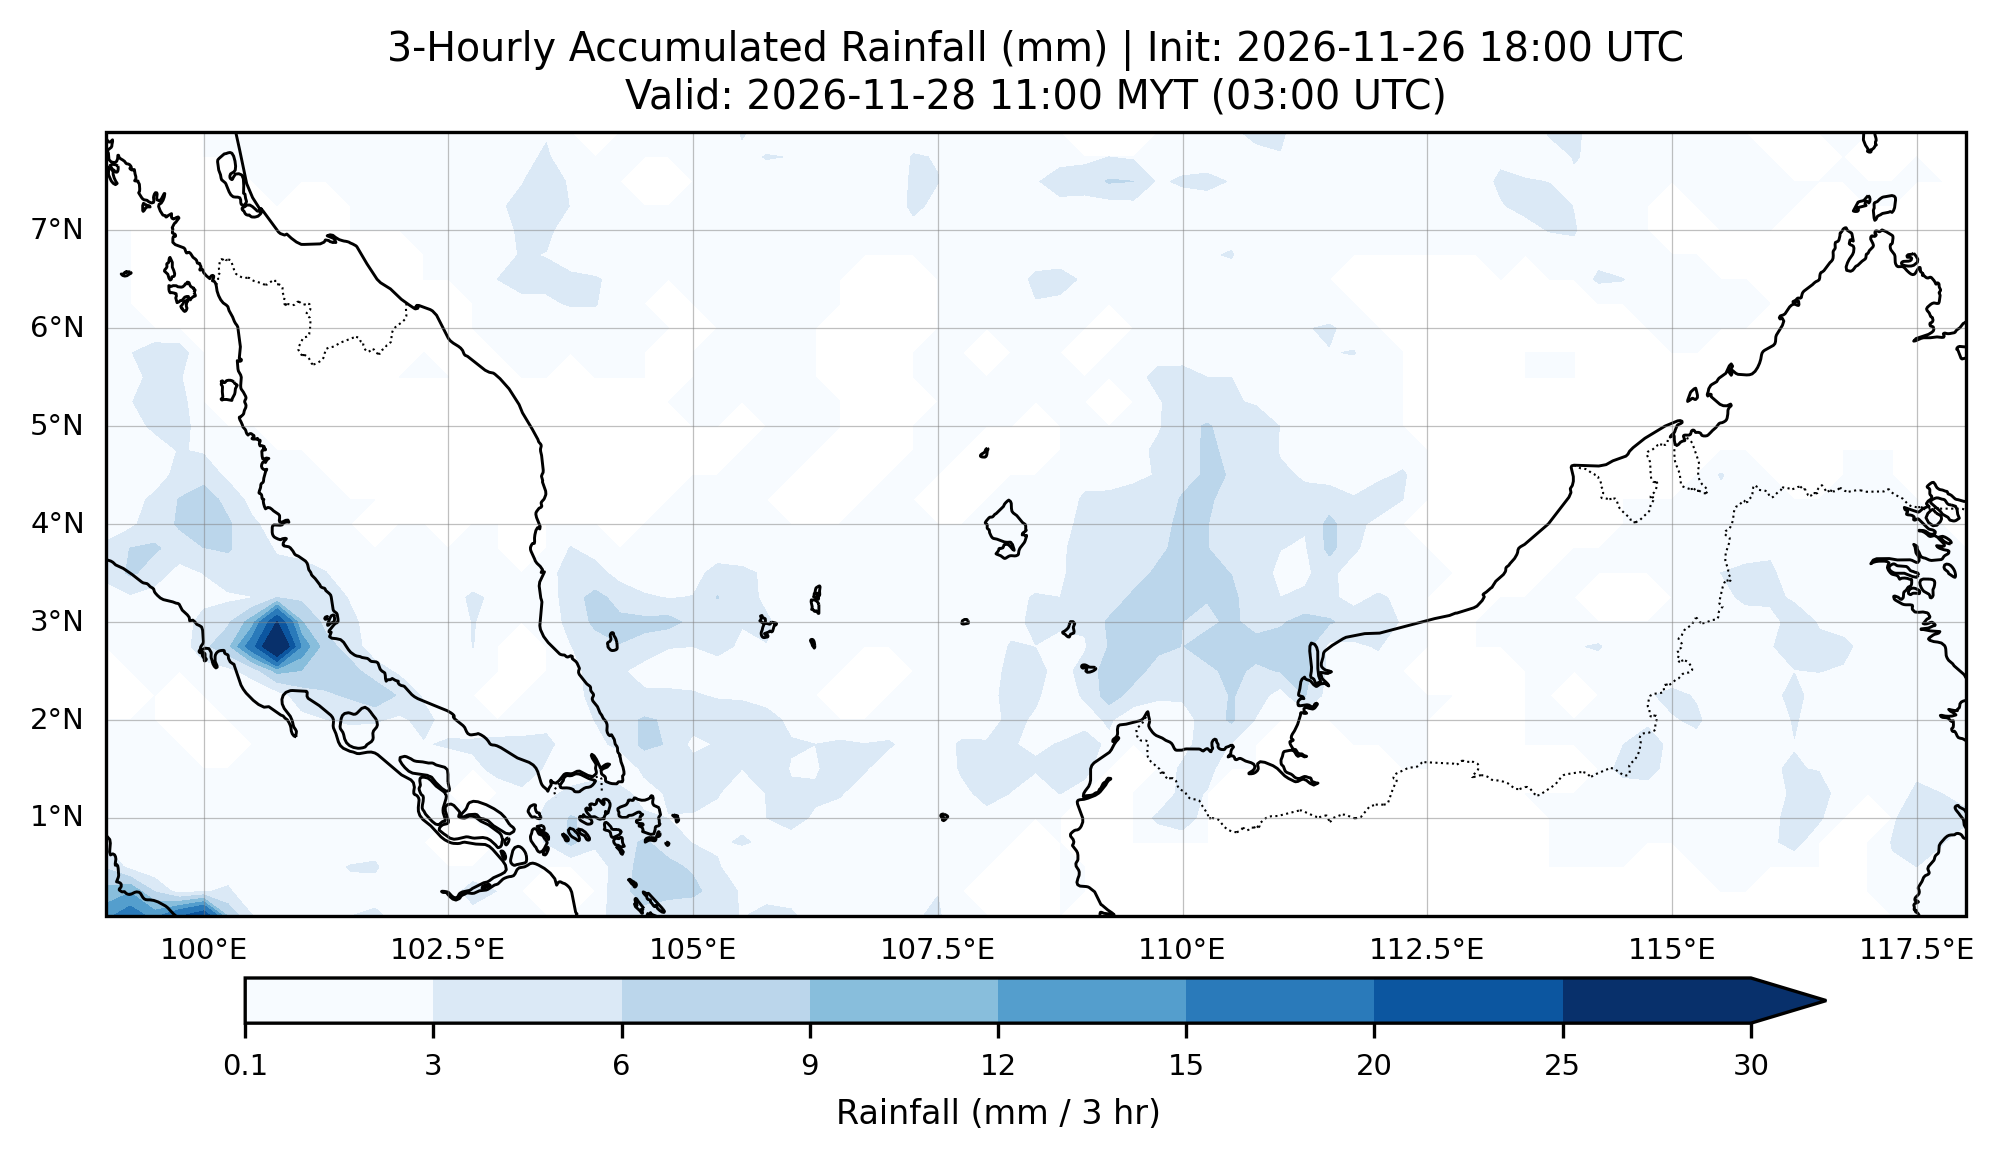 3-Hourly Accumulated Rainfall (mm) | Init: 2026-11-26 18:00 UTC
Valid: 2026-11-28 11:00 MYT (03:00 UTC)
7°N
6°N
5°N
4°N
3°N
2°N
1°N
100°E 102.5°E 105°E 107.5°E 110°E 112.5°E 115°E 117.5°E
0.1 3 6 9 12 15 20 25 30
Rainfall (mm / 3 hr)